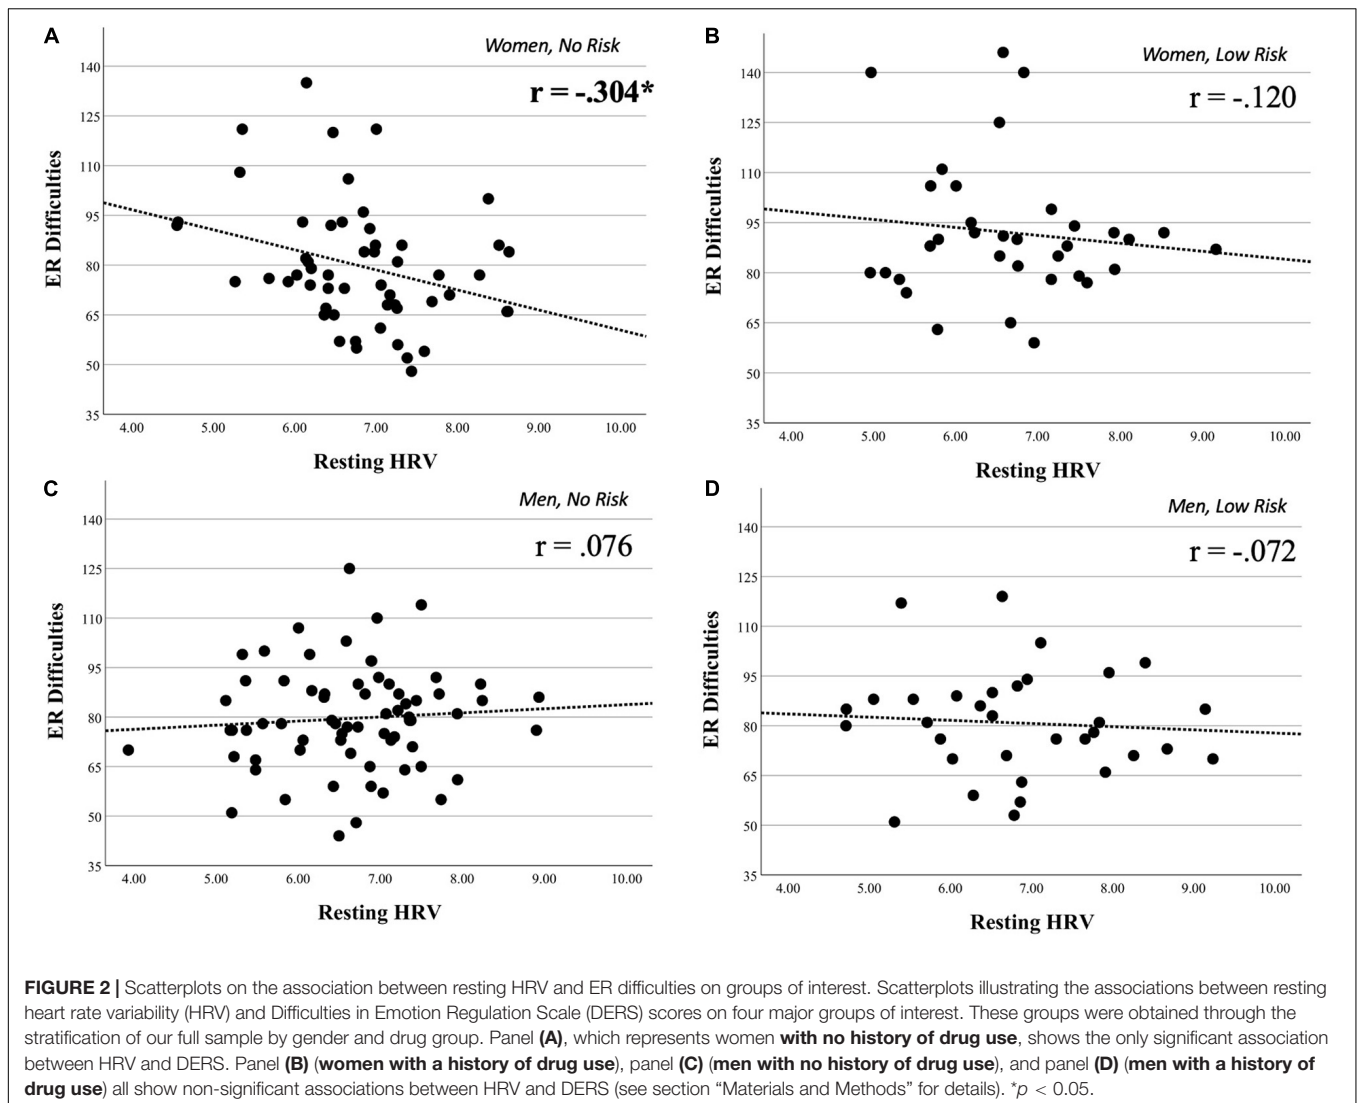 A
Women, No Risk
r = -.304*
140
125
110
95
80
65
50
35
ER Difficulties
4.00 5.00 6.00 7.00 8.00 9.00 10.00
Resting HRV
B
Women, Low Risk
r = -.120
140
125
110
95
80
65
50
35
ER Difficulties
4.00 5.00 6.00 7.00 8.00 9.00 10.00
Resting HRV
C
Men, No Risk
r = .076
140
125
110
95
80
65
50
35
ER Difficulties
4.00 5.00 6.00 7.00 8.00 9.00 10.00
Resting HRV
D
Men, Low Risk
r = -.072
140
125
110
95
80
65
50
35
ER Difficulties
4.00 5.00 6.00 7.00 8.00 9.00 10.00
Resting HRV
FIGURE 2 | Scatterplots on the association between resting HRV and ER difficulties on groups of interest. Scatterplots illustrating the associations between resting
heart rate variability (HRV) and Difficulties in Emotion Regulation Scale (DERS) scores on four major groups of interest. These groups were obtained through the
stratification of our full sample by gender and drug group. Panel (A), which represents women with no history of drug use, shows the only significant association
between HRV and DERS. Panel (B) (women with a history of drug use), panel (C) (men with no history of drug use), and panel (D) (men with a history of
drug use) all show non-significant associations between HRV and DERS (see section “Materials and Methods” for details). *p < 0.05.